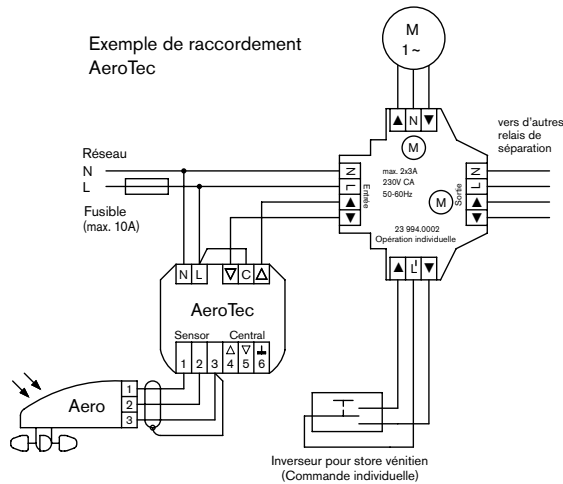 Exemple de raccordement
AeroTec
M
1~
▲ N ▼
M
vers d'autres
relais de
séparation
Réseau
N
L
Fusible
(max. 10A)
N
L
▲
▼
Entrée
max. 2x3A
230V CA
50-60Hz
M
Sortie
N
L
▲
▼
23 994.0002
Opération individuelle
▲ L' ▼
N L ▽ C △
AeroTec
Sensor Central
△ ▽
1 2 3 4 5 6
Aero
1
2
3
Inverseur pour store vénitien
(Commande individuelle)